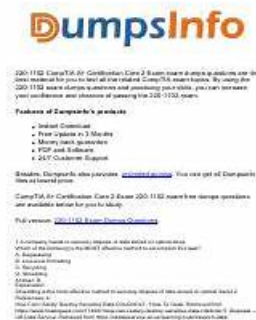 DumpsInfo
220-1102 CompTIA A+ Certification Core 2 Exam exam dumps questions are the
best material for you to test all the related CompTIA exam topics. By using the
220-1102 exam dumps questions and practicing your skills, you can increase
your confidence and chances of passing the 220-1102 exam.
Features of Dumpsinfo's products
Instant Download
Free Update in 3 Months
Money back guarantee
PDF and Software
24/7 Customer Support
Besides, Dumpsinfo also provides unlimited access. You can get all Dumpsinfo
files at lowest price.
CompTIA A+ Certification Core 2 Exam 220-1102 exam free dumps questions
are available below for you to study.
Full version: 220-1102 Exam Dumps Questions
A. Degaussing
C. Recycling
D. Shredding
Answer: D
Explanation: